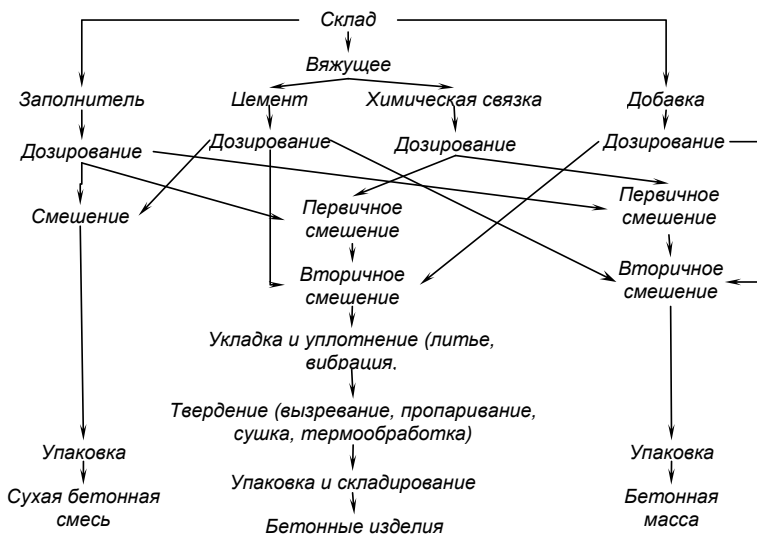 Склад
Вяжущее
Заполнитель
Цемент
Химическая связка
Добавка
Дозирование
Дозирование
Дозирование
Дозирование
Смешение
Первичное
смешение
Первичное
смешение
Вторичное
смешение
Вторичное
смешение
Укладка и уплотнение (литье,
вибрация,
Твердение (вызревание, пропаривание,
сушка, термообработка)
Упаковка
Упаковка и складирование
Упаковка
Сухая бетонная
смесь
Бетонные изделия
Бетонная
масса